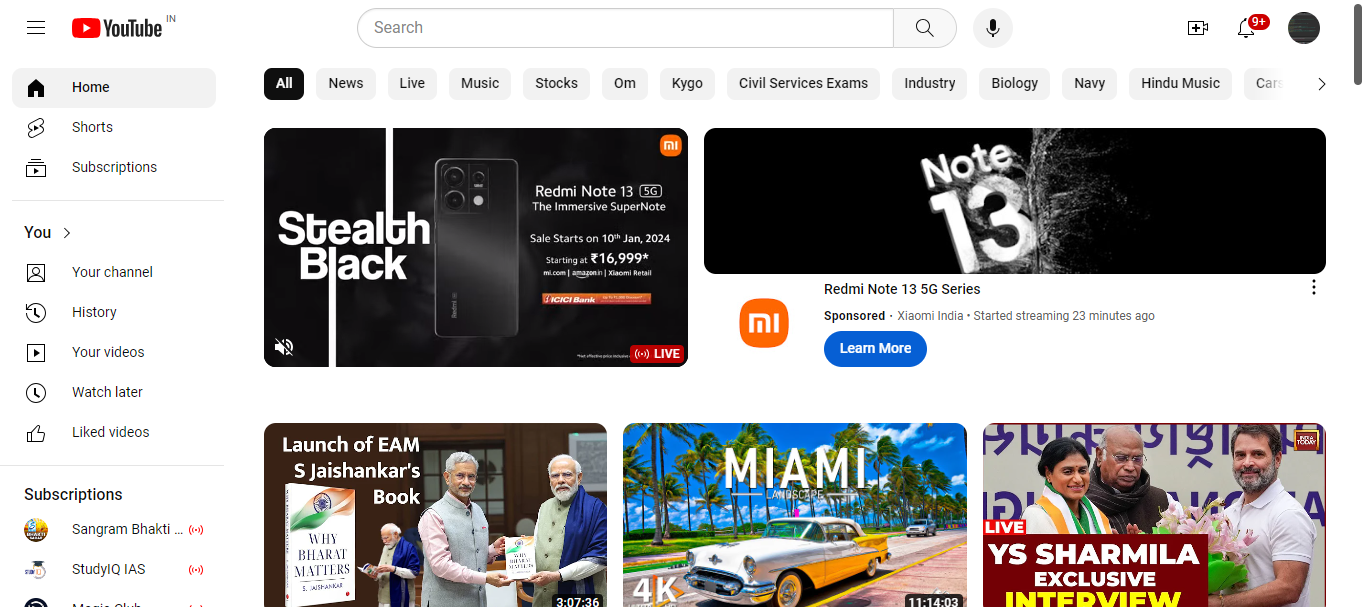 YouTube IN
Search
9+
Home
Shorts
Subscriptions
You
Your channel
History
Your videos
Watch later
Liked videos
Subscriptions
Sangram Bhakti ...
StudyIQ IAS
Magic Club
All
News
Live
Music
Stocks
Om
Kygo
Civil Services Exams
Industry
Biology
Navy
Hindu Music
Cars
Stealth
Black
Redmi
Redmi Note 13 5G
The Immersive SuperNote
Sale Starts on 10th Jan, 2024
Starting at ₹16,999*
mi.com | amazon.in | Xiaomi Retail
ICICI Bank
LIVE
Note
13
Redmi Note 13 5G Series
Sponsored · Xiaomi India • Started streaming 23 minutes ago
Learn More
Launch of EAM
S Jaishankar's
Book
WHY
BHARAT
MATTERS
S. JAISHANKAR
3:07:36
MIAMI
LANDSCAPE
4K
11:14:03
INDIA
TODAY
LIVE
YS SHARMILA
EXCLUSIVE
INTERVIEW